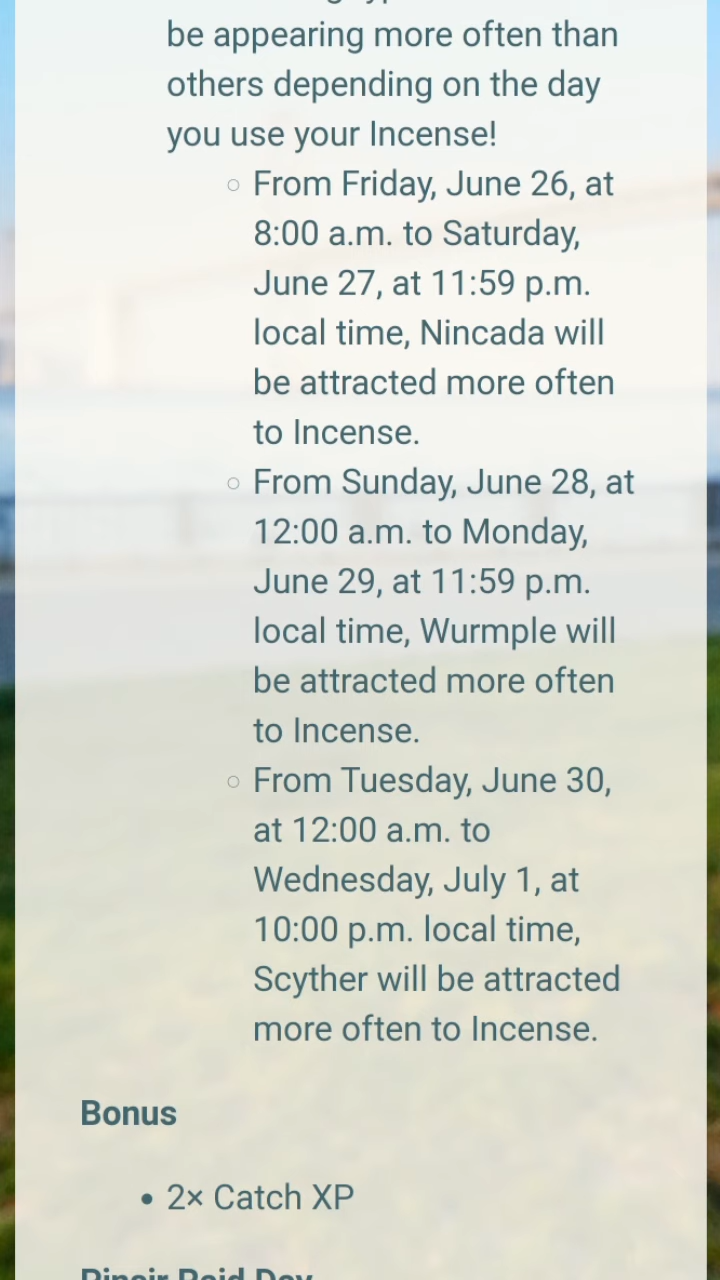 be appearing more often than
others depending on the day
you use your Incense!
○ From Friday, June 26, at
8:00 a.m. to Saturday,
June 27, at 11:59 p.m.
local time, Nincada will
be attracted more often
to Incense.
○ From Sunday, June 28, at
12:00 a.m. to Monday,
June 29, at 11:59 p.m.
local time, Wurmple will
be attracted more often
to Incense.
○ From Tuesday, June 30,
at 12:00 a.m. to
Wednesday, July 1, at
10:00 p.m. local time,
Scyther will be attracted
more often to Incense.
Bonus
• 2× Catch XP
Pinsir Raid Day